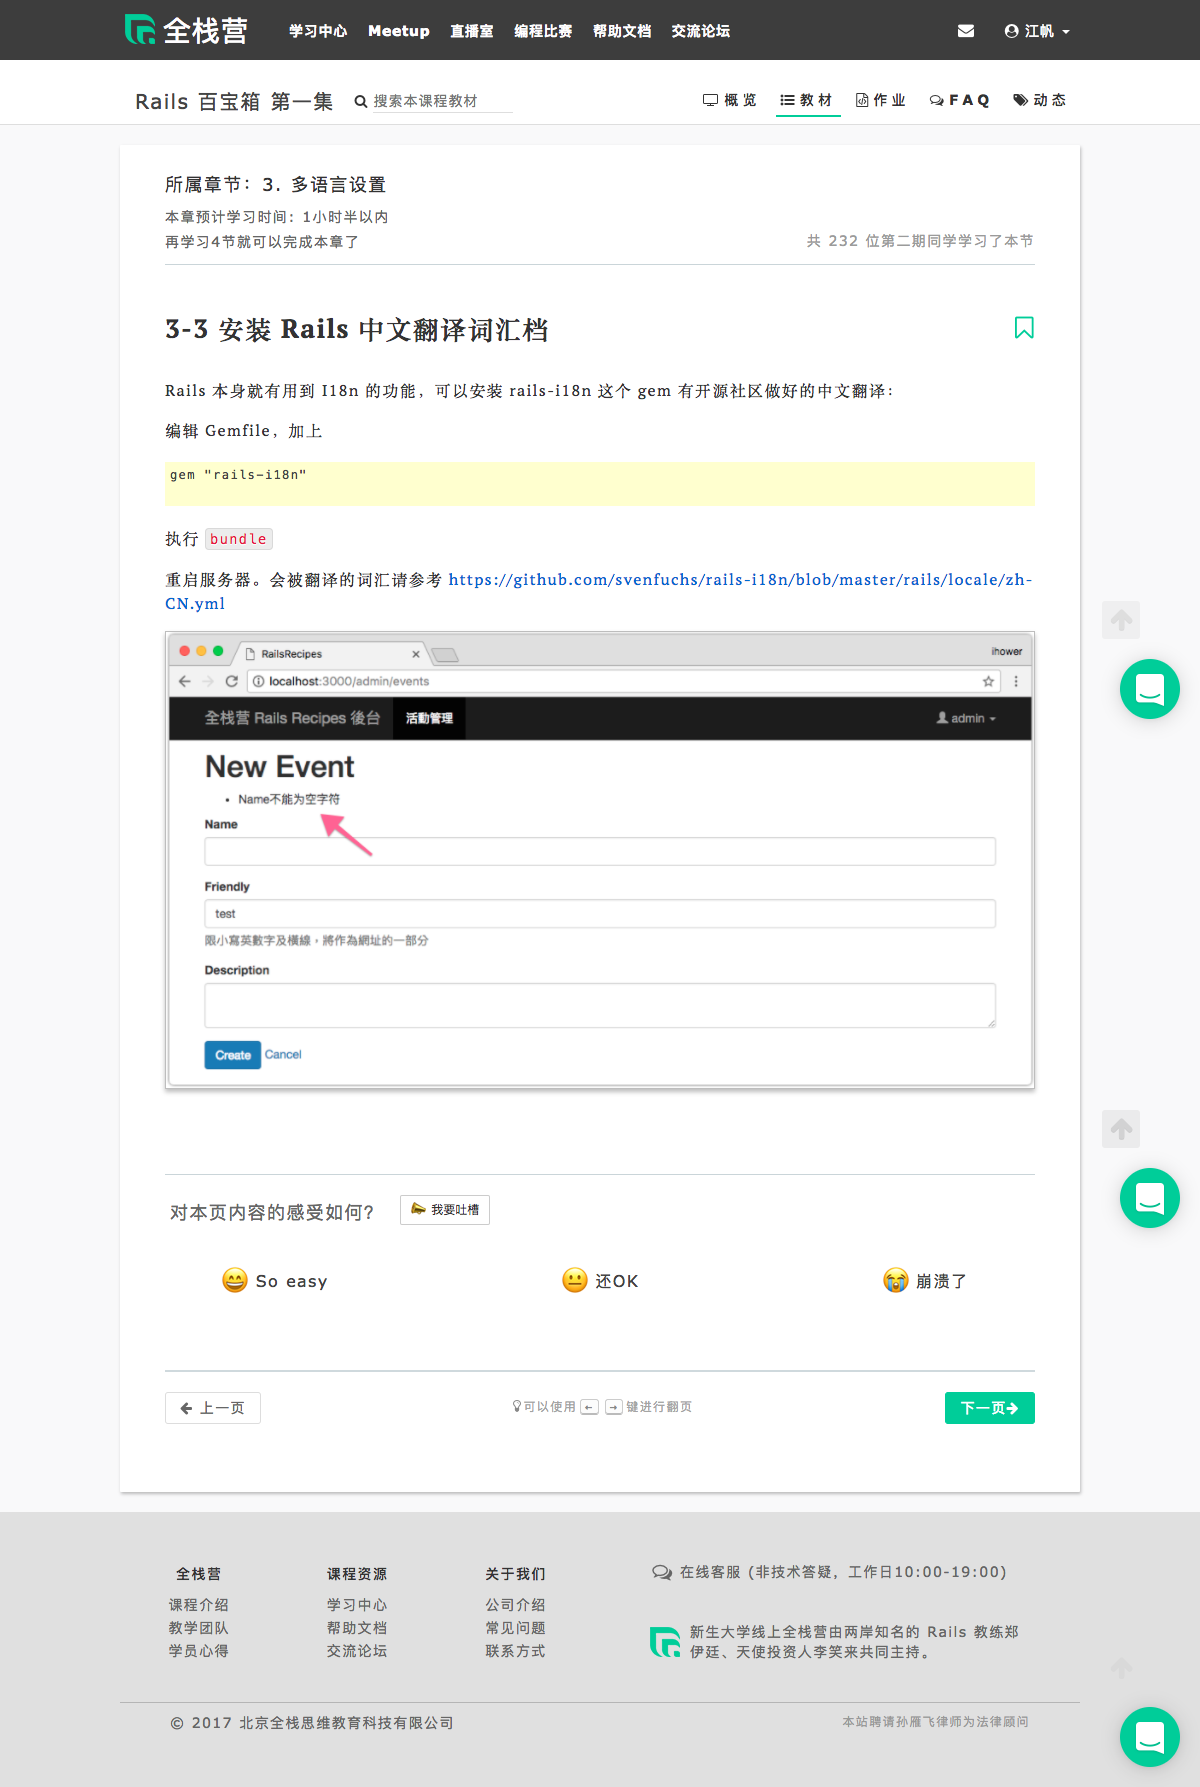 全栈营 学习中心 Meetup 直播室 编程比赛 帮助文档 交流论坛 江帆
Rails 百宝箱 第一集 搜索本课程教材 概览 教材 作业 FAQ 动态
所属章节：3. 多语言设置
本章预计学习时间：1小时半以内
再学习4节就可以完成本章了 共 232 位第二期同学学习了本节
3-3 安装 Rails 中文翻译词汇档
Rails 本身就有用到 I18n 的功能，可以安装 rails-i18n 这个 gem 有开源社区做好的中文翻译：
编辑 Gemfile，加上
gem "rails-i18n"
执行 bundle
重启服务器。会被翻译的词汇请参考 https://github.com/svenfuchs/rails-i18n/blob/master/rails/locale/zh-
CN.yml
RailsRecipes ihower
localhost:3000/admin/events
全栈营 Rails Recipes 後台 活動管理 admin
New Event
• Name不能为空字符
Name
Friendly
test
限小寫英數字及橫線，將作為網址的一部分
Description
Create Cancel
对本页内容的感受如何？ 我要吐槽
So easy 还OK 崩溃了
← 上一页 可以使用 ← → 键进行翻页 下一页→
全栈营 课程资源 关于我们 在线客服 (非技术答疑，工作日10:00-19:00)
课程介绍 学习中心 公司介绍
教学团队 帮助文档 常见问题 新生大学线上全栈营由两岸知名的 Rails 教练郑
学员心得 交流论坛 联系方式 伊廷、天使投资人李笑来共同主持。
© 2017 北京全栈思维教育科技有限公司 本站聘请孙雁飞律师为法律顾问